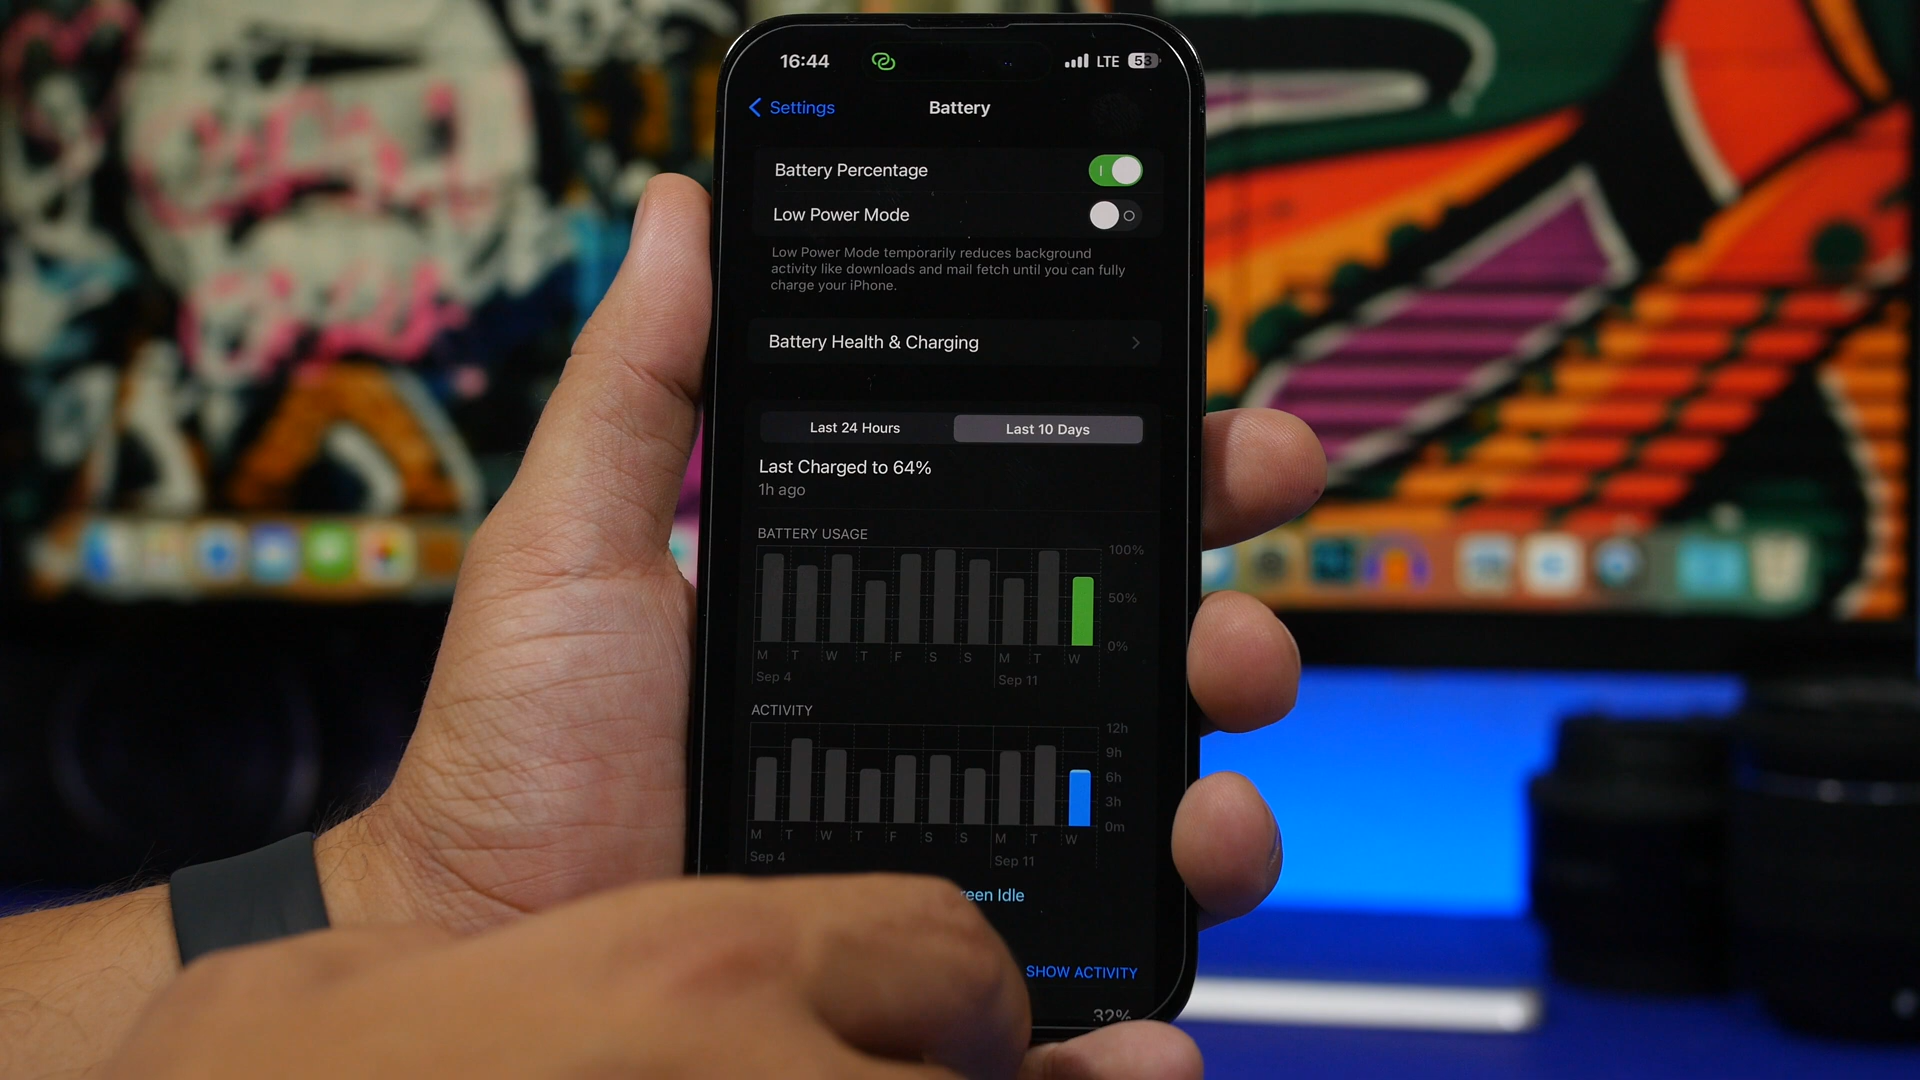 16:44 LTE 53
Settings
Battery
Battery Percentage
Low Power Mode
Low Power Mode temporarily reduces background
activity like downloads and mail fetch until you can fully
charge your iPhone.
Battery Health & Charging
Last 24 Hours Last 10 Days
Last Charged to 64%
1h ago
BATTERY USAGE
100%
50%
0%
M T W T F S S M T W
Sep 4 Sep 11
ACTIVITY
12h
9h
6h
3h
0m
M T W T F S S M T W
Sep 4 Sep 11
reen Idle
SHOW ACTIVITY
32%